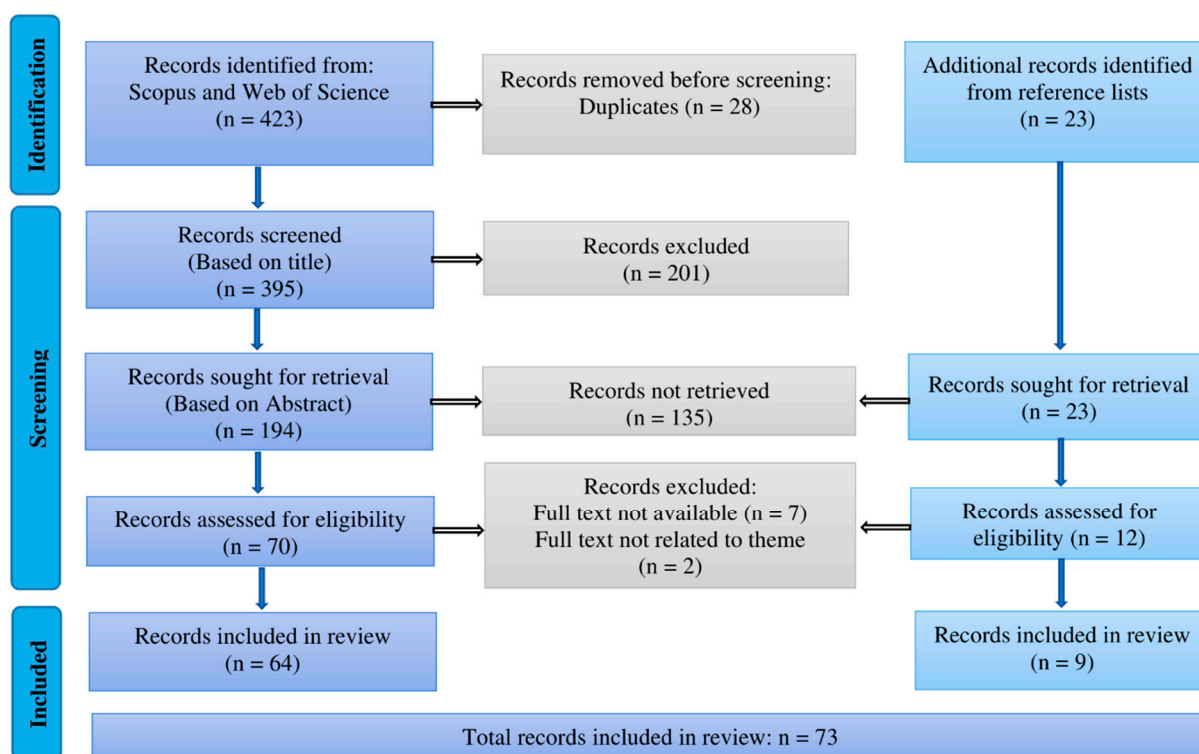 Identification
Records identified from:
Scopus and Web of Science
(n = 423)
Records removed before screening:
Duplicates (n = 28)
Additional records identified
from reference lists
(n = 23)
Screening
Records screened
(Based on title)
(n = 395)
Records excluded
(n = 201)
Records sought for retrieval
(Based on Abstract)
(n = 194)
Records not retrieved
(n = 135)
Records sought for retrieval
(n = 23)
Records assessed for eligibility
(n = 70)
Records excluded:
Full text not available (n = 7)
Full text not related to theme
(n = 2)
Records assessed for
eligibility (n = 12)
Included
Records included in review
(n = 64)
Records included in review
(n = 9)
Total records included in review: n = 73